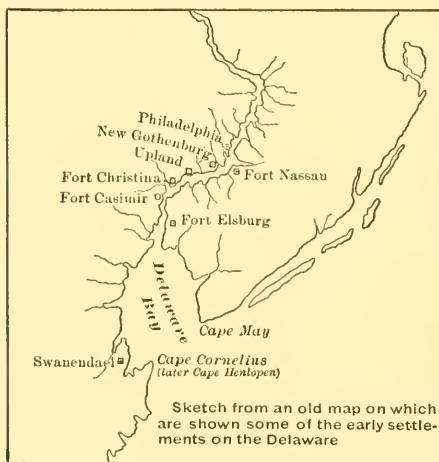 Philadelphia
New Gothenburg
Upland
Fort Christina
Fort Nassau
Fort Casimir
Fort Elsburg
Delaware
Bay
Cape May
Swanendael
Cape Cornelius
(later Cape Henlopen)
Sketch from an old map on which
are shown some of the early settle-
ments on the Delaware